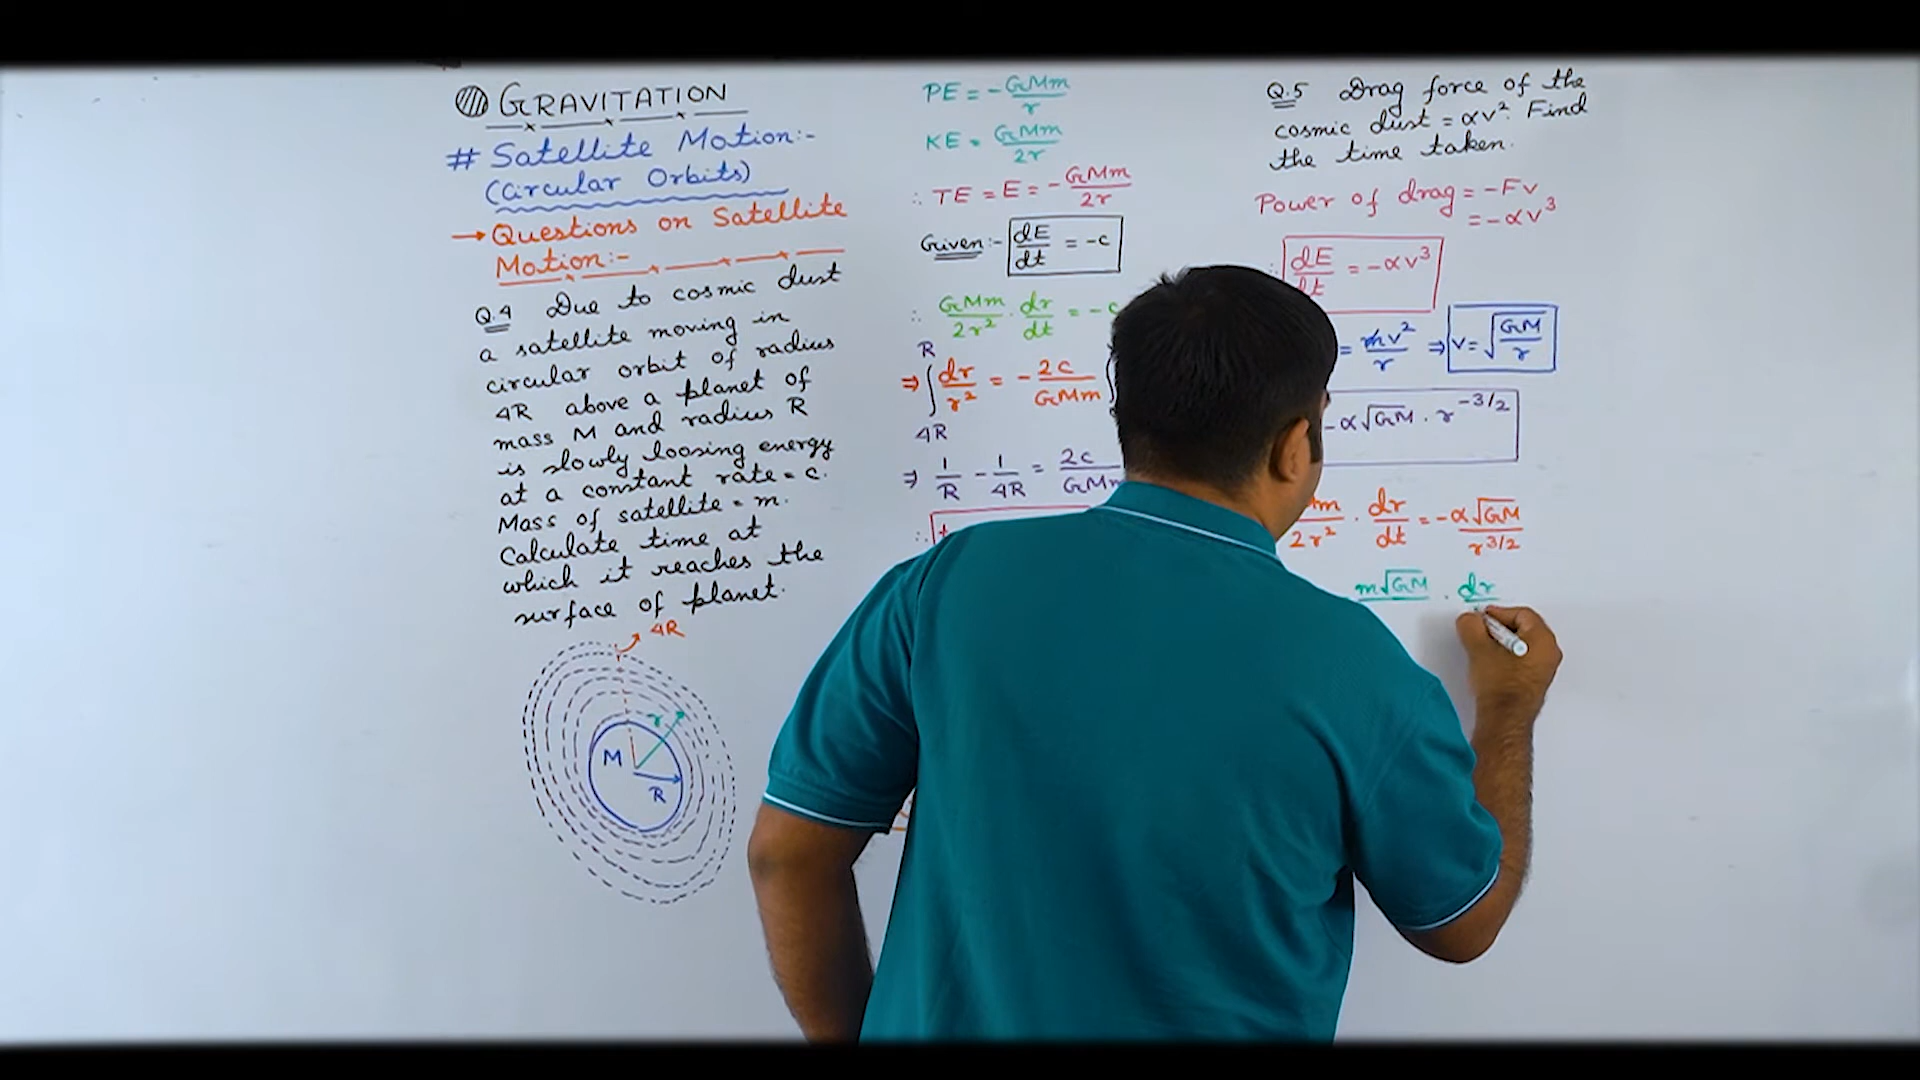 GRAVITATION
# Satellite Motion:-
(Circular Orbits)
→ Questions on Satellite
Motion:-
Q.4 Due to cosmic dust
a satellite moving in
circular orbit of radius
4R above a planet of
mass M and radius R
is slowly loosing energy
at a constant rate = c.
Mass of satellite = m.
Calculate time at
which it reaches the
surface of planet.
4R
r
M
R
PE = -GMm/r
KE = GMm/2r
∴ TE = E = -GMm/2r
Given:- dE/dt = -c
∴ GMm/2r² · dr/dt = -c
⇒ ∫_{4R}^{R} dr/r² = -2c/GMm ∫
⇒ 1/R - 1/4R = 2c/GMm
∴ t
Q.5 Drag force of the
cosmic dust = αv². Find
the time taken.
Power of drag = -Fv
= -αv³
∴ dE/dt = -αv³
= mv²/r ⇒ v = √(GM/r)
-α√GM · r^(-3/2)
m/2r² · dr/dt = -α√GM/r^(3/2)
m√GM · dr